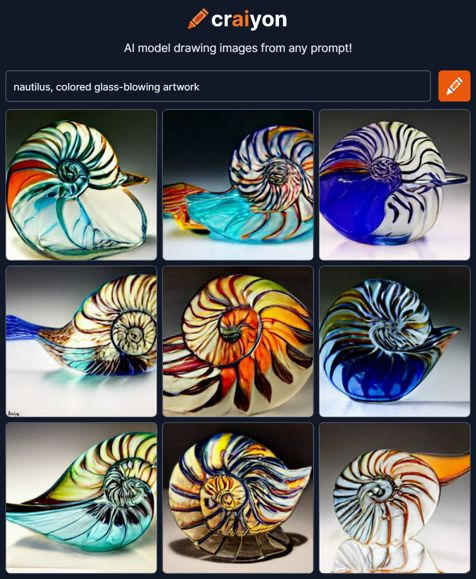 craiyon
AI model drawing images from any prompt!
nautilus, colored glass-blowing artwork